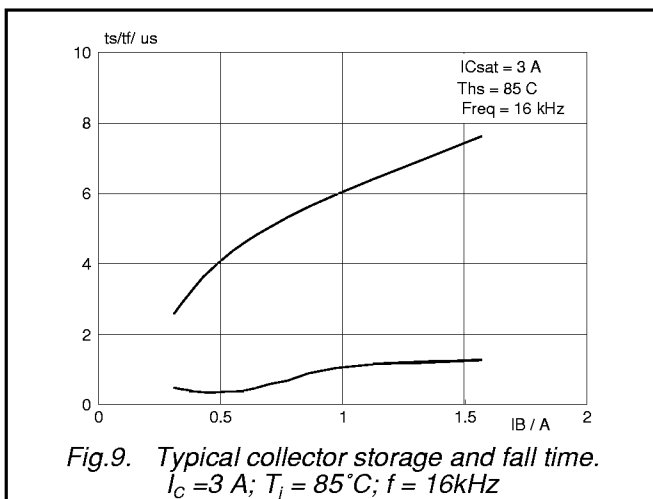 ts/tf/ us
10
ICsat = 3 A
Ths = 85 C
Freq = 16 kHz
8
6
4
2
0
0
0.5
1
1.5
2
IB / A
Fig.9. Typical collector storage and fall time.
IC =3 A; Tj = 85˚C; f = 16kHz